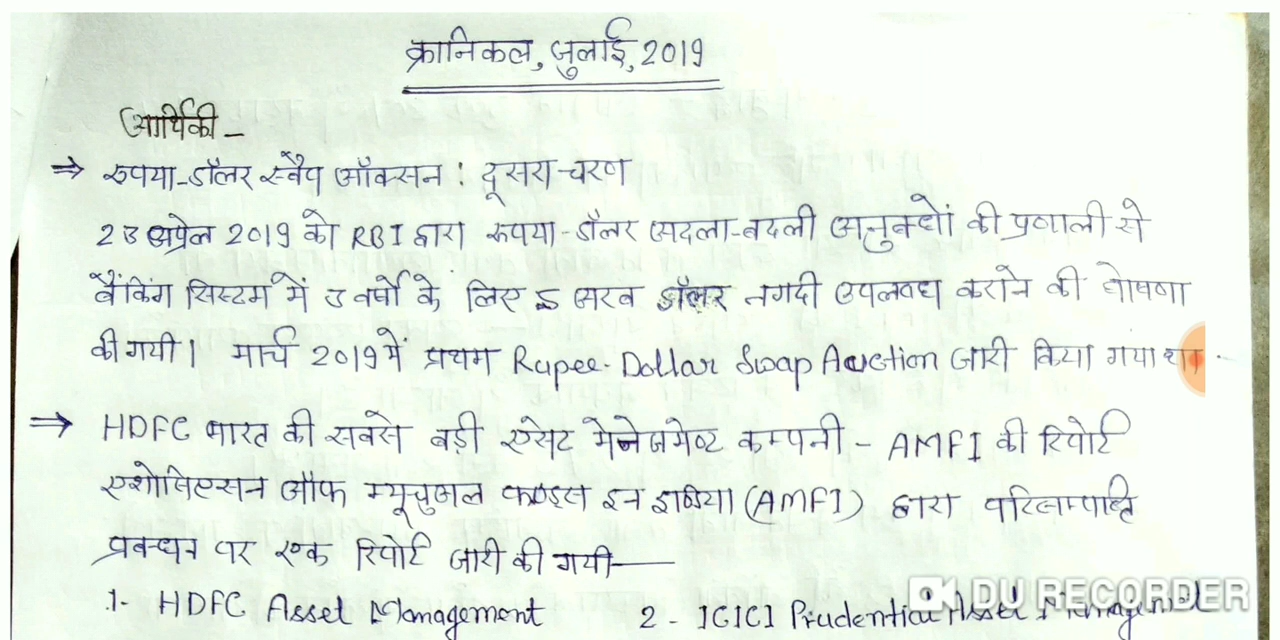 क्रानिकल, जुलाई, 2019
आर्थिकी -
⇒ रुपया-डॉलर स्वैप ऑक्सन : दूसरा-चरण
23 अप्रेल 2019 को RBI द्वारा रूपया-डॉलर अदला-बदली अनुबन्धों की प्रणाली से
बैंकिंग सिस्टम में 3 वर्षों के लिए 5 अरब डॉलर नगदी उपलब्ध कराने की घोषणा
की गयी। मार्च 2019 में प्रथम Rupee-Dollar Swap Auction जारी किया गया था
⇒ HDFC भारत की सबसे बड़ी एसेट मेनेजमेण्ट कम्पनी - AMFI की रिपोर्ट
एशोसिएसन ऑफ म्यूचुअल फण्ड्स इन इण्डिया (AMFI) द्वारा परिसम्पत्ति
प्रबन्धन पर एक रिपोर्ट जारी की गयी—
1- HDFC Asset Management 2 - ICICI Prudential Asset Management
DU RECORDER